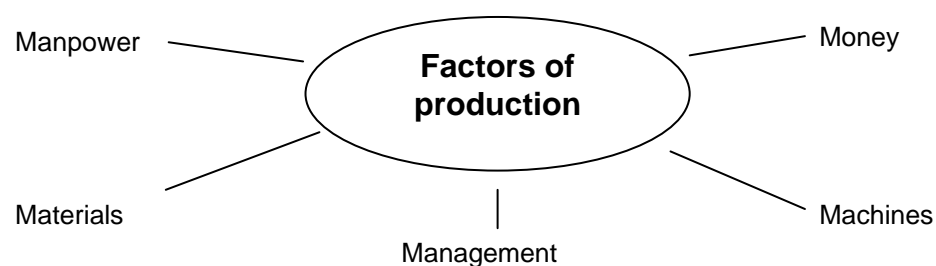 Manpower
Money
Factors of
production
Materials
Machines
Management